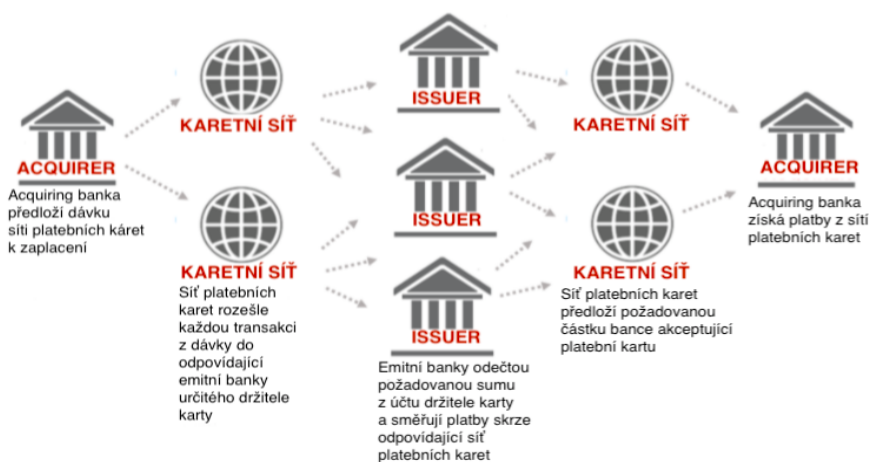 ACQUIRER
Acquiring banka
předloží dávku
síti platebních káret
k zaplacení
KARETNÍ SÍŤ
KARETNÍ SÍŤ
Síť platebních
karet rozešle
každou transakci
z dávky do
odpovídající
emitní banky
určitého držitele
karty
ISSUER
ISSUER
ISSUER
Emitní banky odečtou
požadovanou sumu
z účtu držitele karty
a směřují platby skrze
odpovídající síť
platebních karet
KARETNÍ SÍŤ
KARETNÍ SÍŤ
Síť platebních karet
předloží požadovanou
částku bance akceptující
platební kartu
ACQUIRER
Acquiring banka
získá platby z sítí
platebních karet